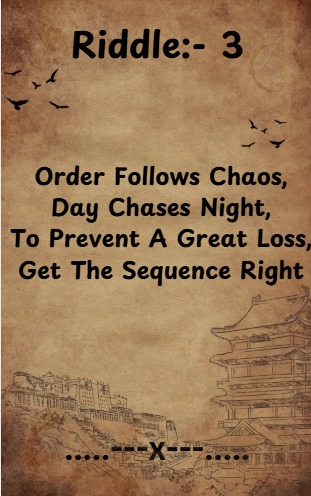 Riddle:- 3
Order Follows Chaos,
Day Chases Night,
To Prevent A Great Loss,
Get The Sequence Right
.....---x---.....